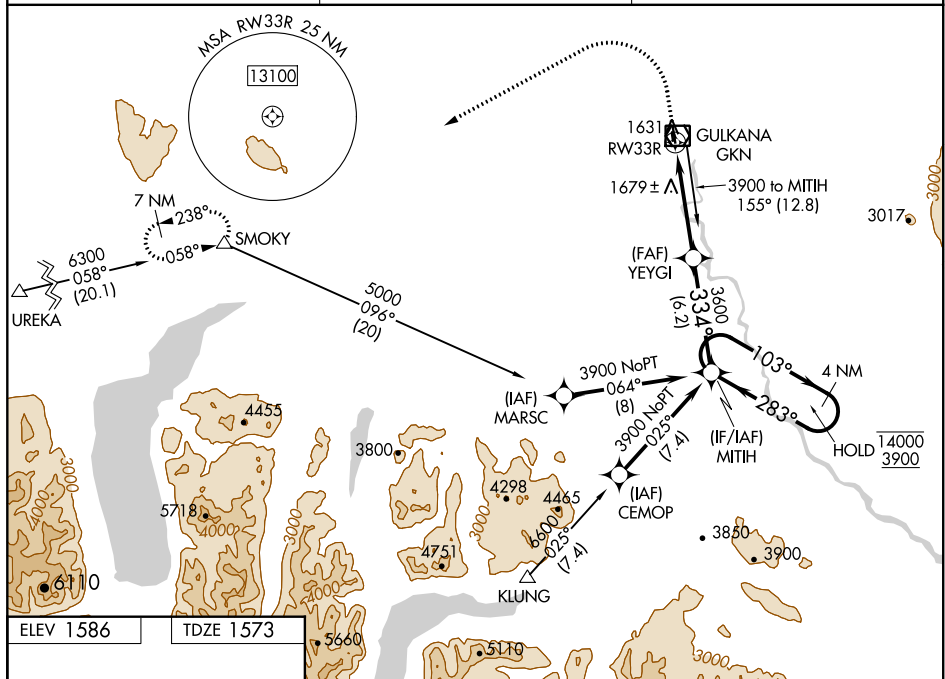 MSA RW33R 25 NM
13100
1631
RW33R
GULKANA
GKN
1679 ±
3900 to MITIH
155° (12.8)
3017
3000
7 NM
238°
058°
SMOKY
6300
058°
(20.1)
UREKA
(FAF)
YEYGI
5000
096°
(20)
3600
334°
(6.2)
103°
4 NM
283°
3900 NoPT
064°
(8)
(IAF)
MARSC
3900 NoPT
025°
(7.4)
(IF/IAF)
MITIH
HOLD
14000
3900
(IAF)
CEMOP
4455
3800
3000
4000
5718
4000
3000
4298
4465
3000
4751
6600
025°
(7.4)
KLUNG
3850
3900
6110
4000
ELEV 1586
TDZE 1573
5660
5110
3000